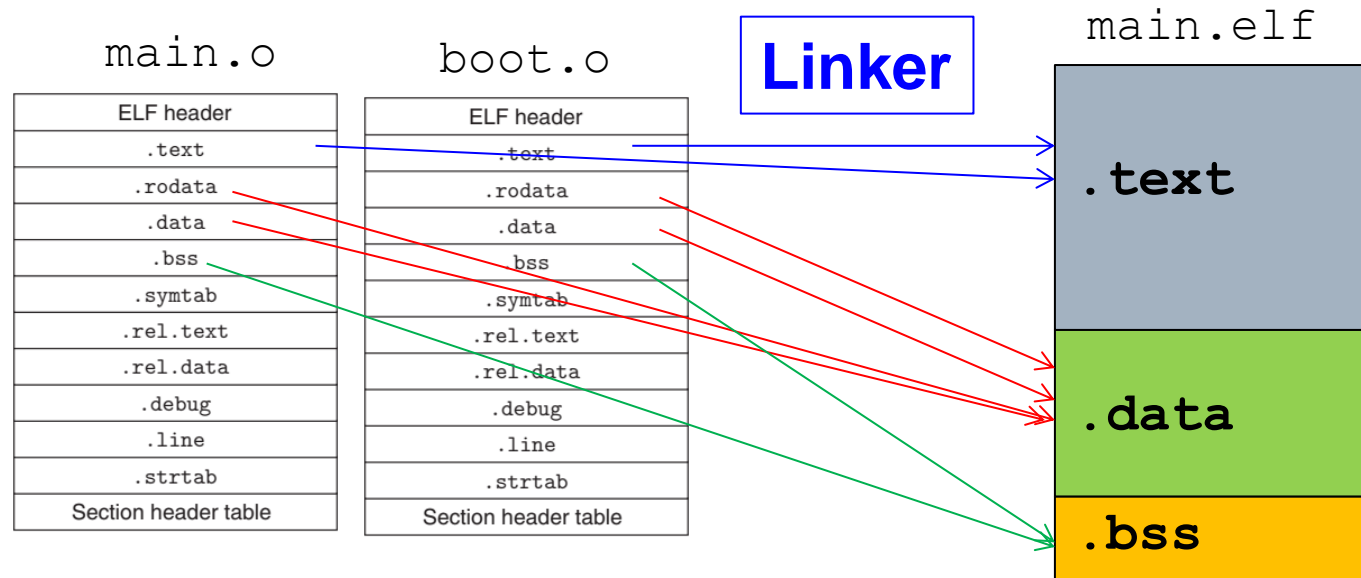 main.o
ELF header
.text
.rodata
.data
.bss
.symtab
.rel.text
.rel.data
.debug
.line
.strtab
Section header table
boot.o
ELF header
.text
.rodata
.data
.bss
.symtab
.rel.text
.rel.data
.debug
.line
.strtab
Section header table
Linker
main.elf
.text
.data
.bss